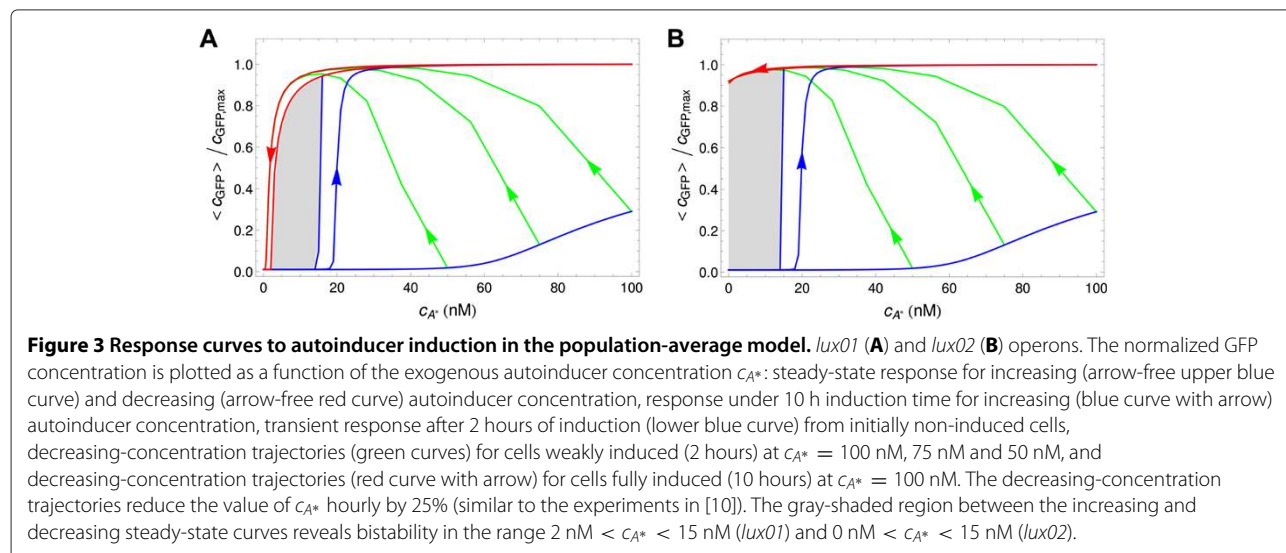 A
B
1.0
0.8
0.6
0.4
0.2
0.0
0
20
40
60
80
100
< cGFP> / cGFP,max
cA* (nM)
1.0
0.8
0.6
0.4
0.2
0.0
0
20
40
60
80
100
< cGFP> / cGFP,max
cA* (nM)
Figure 3 Response curves to autoinducer induction in the population-average model. lux01 (A) and lux02 (B) operons. The normalized GFP
concentration is plotted as a function of the exogenous autoinducer concentration cA*: steady-state response for increasing (arrow-free upper blue
curve) and decreasing (arrow-free red curve) autoinducer concentration, response under 10 h induction time for increasing (blue curve with arrow)
autoinducer concentration, transient response after 2 hours of induction (lower blue curve) from initially non-induced cells,
decreasing-concentration trajectories (green curves) for cells weakly induced (2 hours) at cA* = 100 nM, 75 nM and 50 nM, and
decreasing-concentration trajectories (red curve with arrow) for cells fully induced (10 hours) at cA* = 100 nM. The decreasing-concentration
trajectories reduce the value of cA* hourly by 25% (similar to the experiments in [10]). The gray-shaded region between the increasing and
decreasing steady-state curves reveals bistability in the range 2 nM < cA* < 15 nM (lux01) and 0 nM < cA* < 15 nM (lux02).